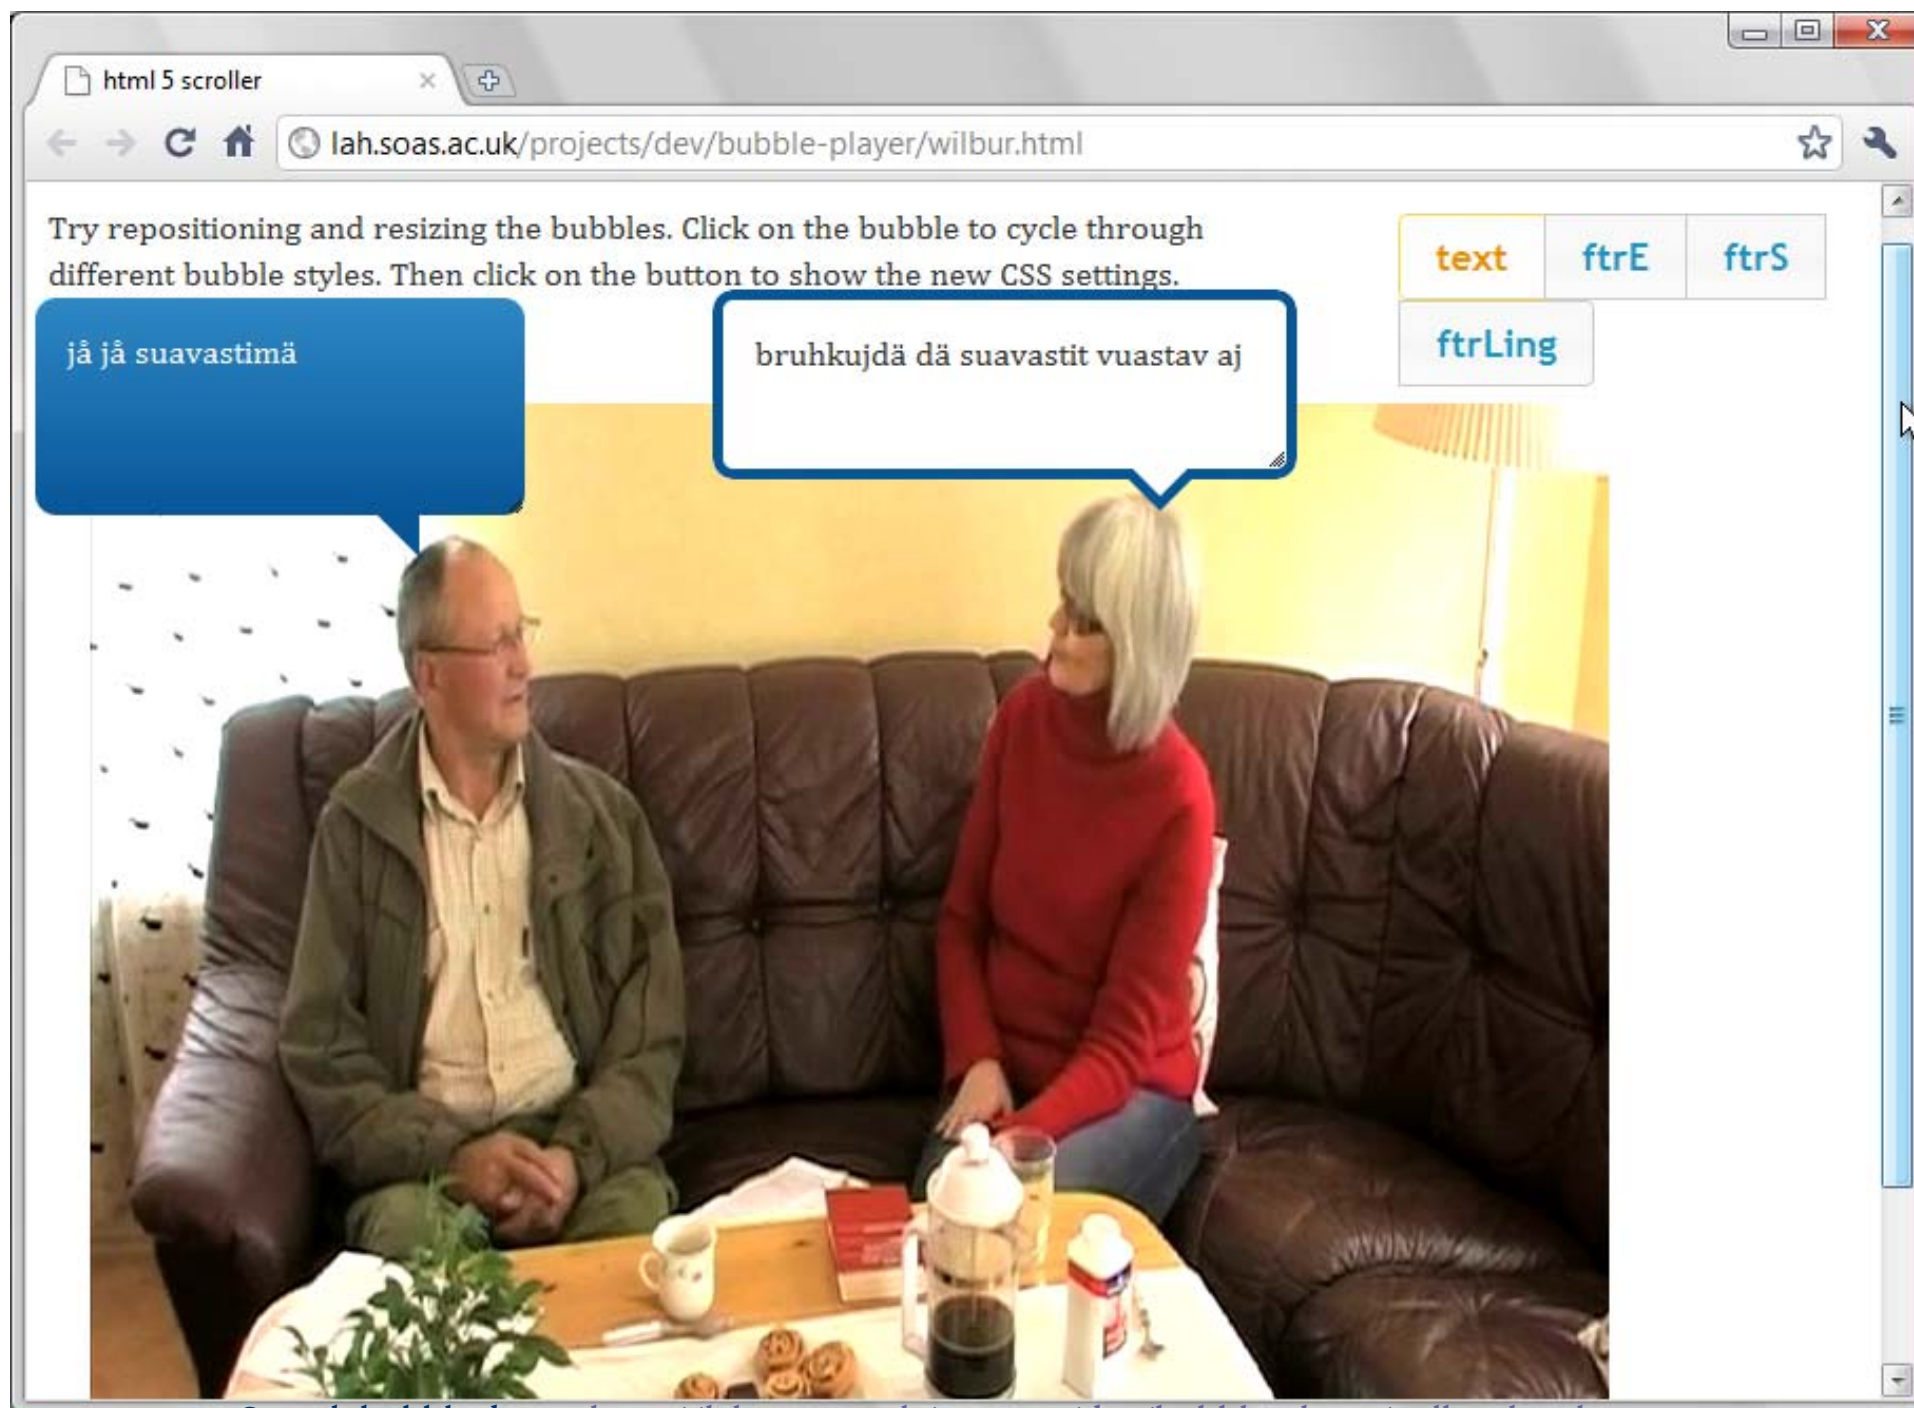 html 5 scroller
lah.soas.ac.uk/projects/dev/bubble-player/wilbur.html
Try repositioning and resizing the bubbles. Click on the bubble to cycle through
different bubble styles. Then click on the button to show the new CSS settings.
text ftrE ftrS
ftrLing
jå jå suavastimä
bruhkujdä dä suavastit vuastav aj